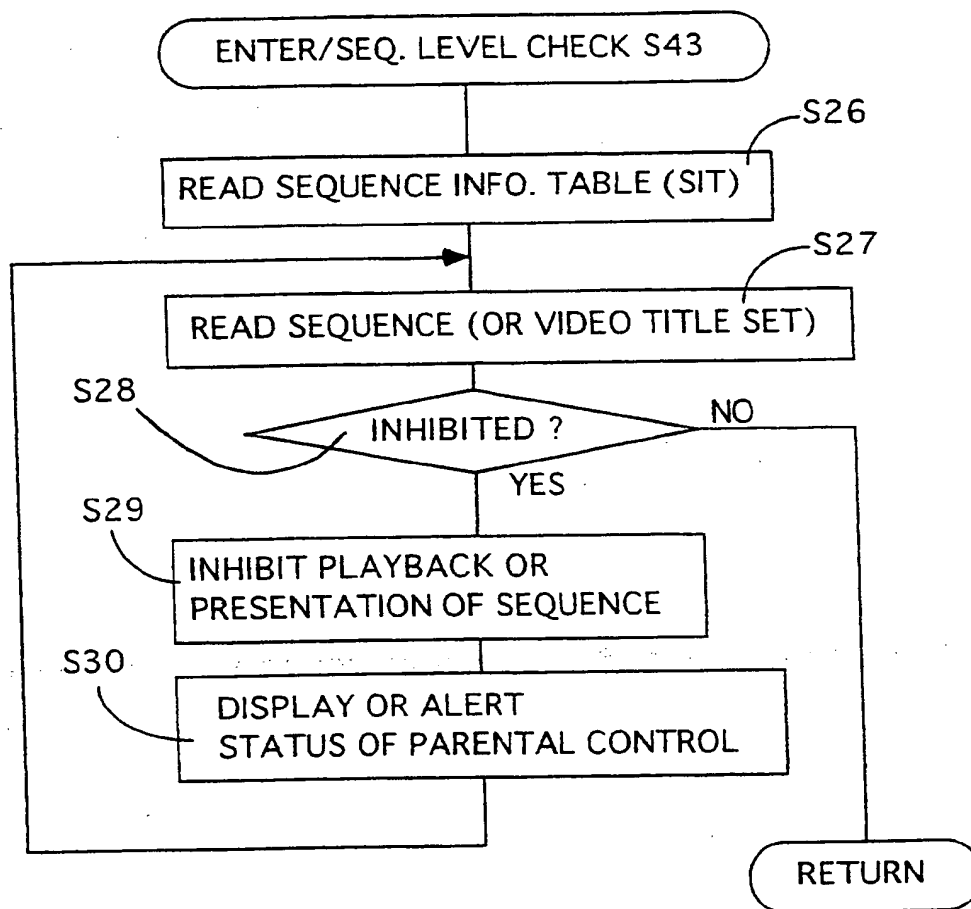 ENTER/SEQ. LEVEL CHECK S43
S26
READ SEQUENCE INFO. TABLE (SIT)
S27
READ SEQUENCE (OR VIDEO TITLE SET)
S28
INHIBITED ?
NO
YES
S29
INHIBIT PLAYBACK OR
PRESENTATION OF SEQUENCE
S30
DISPLAY OR ALERT
STATUS OF PARENTAL CONTROL
RETURN